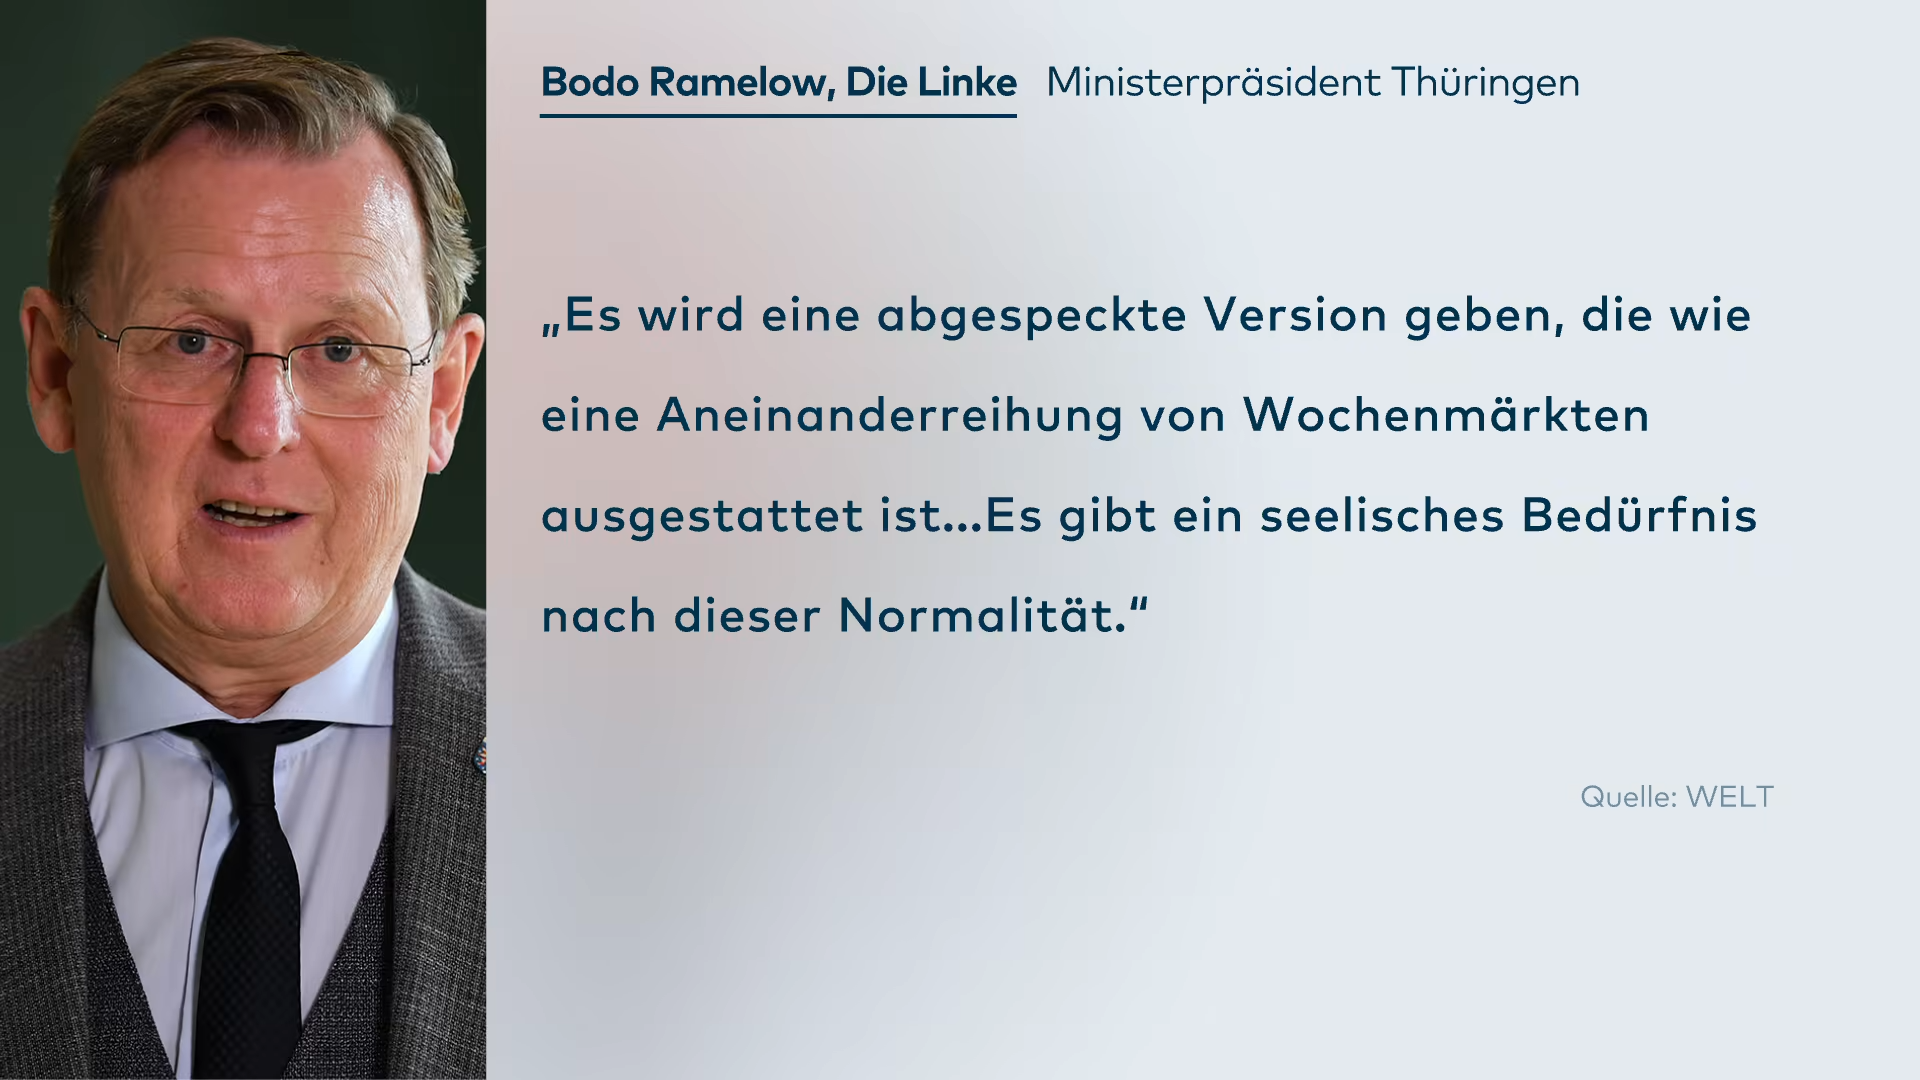 Bodo Ramelow, Die Linke Ministerpräsident Thüringen
„Es wird eine abgespeckte Version geben, die wie
eine Aneinanderreihung von Wochenmärkten
ausgestattet ist...Es gibt ein seelisches Bedürfnis
nach dieser Normalität.“
Quelle: WELT